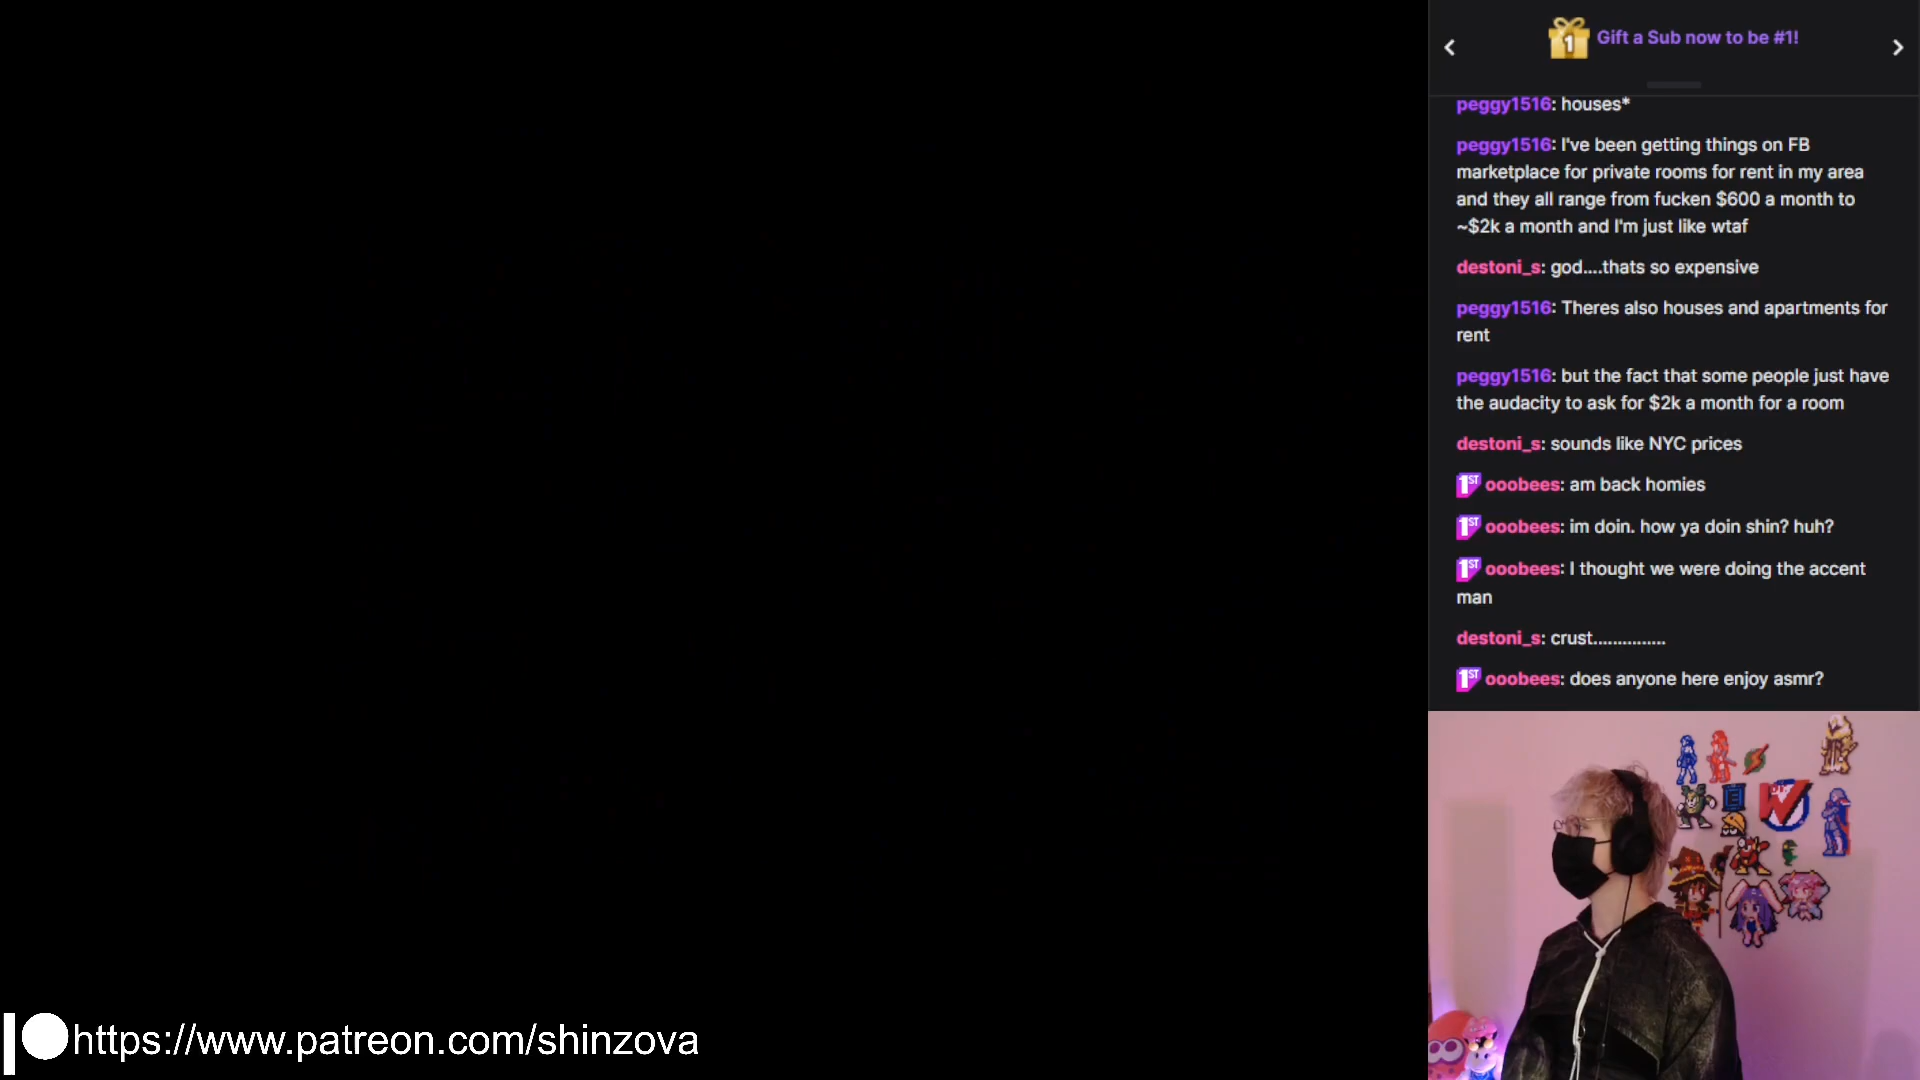 1 Gift a Sub now to be #1!
peggy1516: houses*
peggy1516: I've been getting things on FB
marketplace for private rooms for rent in my area
and they all range from fucken $600 a month to
~$2k a month and I'm just like wtaf
destoni_s: god....thats so expensive
peggy1516: Theres also houses and apartments for
rent
peggy1516: but the fact that some people just have
the audacity to ask for $2k a month for a room
destoni_s: sounds like NYC prices
1ST ooobees: am back homies
1ST ooobees: im doin. how ya doin shin? huh?
1ST ooobees: I thought we were doing the accent
man
destoni_s: crust...............
1ST ooobees: does anyone here enjoy asmr?
W
https://www.patreon.com/shinzova